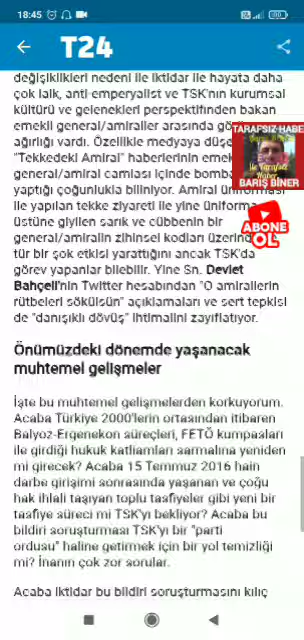 18:45
T24
değişiklikleri nedeni ile iktidar ile hayata daha
çok laik, anti-emperyalist ve TSK'nın kurumsal
kültürü ve gelenekleri perspektifinden bakan
emekli general/amiraller arasında
ağırlığı vardı. Özellikle medyaya düşe
"Tekkedeki Amiral" haberlerinin emek
general/amiral camiası içinde bomba
yaptığı çoğunlukla biliniyor. Amiral üniforması
ile yapılan tekke ziyareti ile yine üniforma
üstüne giyilen sarık ve cübbenin bir
general/amiralin zihinsel kodları üzerind
tür bir şok etkisi yarattığını ancak TSK'da
görev yapanlar bilebilir. Yine Sn. Devlet
Bahçeli'nin Twitter hesabından "O amirallerin
rütbeleri sökülsün" açıklamaları ve sert tepkisi
de "danışıklı dövüş" ihtimalini zayıflatıyor.
TARAFSIZ HABER
BARIŞ BİNER
ABONE
OL
Önümüzdeki dönemde yaşanacak
muhtemel gelişmeler
İşte bu muhtemel gelişmelerden korkuyorum.
Acaba Türkiye 2000'lerin ortasından itibaren
Balyoz-Ergenekon süreçleri, FETÖ kumpasları
ile girdiği hukuk katliamları sarmalına yeniden
mi girecek? Acaba 15 Temmuz 2016 hain
darbe girişimi sonrasında yaşanan ve çoğu
hak ihlali taşıyan toplu tasfiyeler gibi yeni bir
tasfiye süreci mi TSK'yı bekliyor? Acaba bu
bildiri soruşturması TSK'yı bir "parti
ordusu" haline getirmek için bir yol temizliği
mi? İnanın çok zor sorular.
Acaba iktidar bu bildiri soruşturmasını kılıç